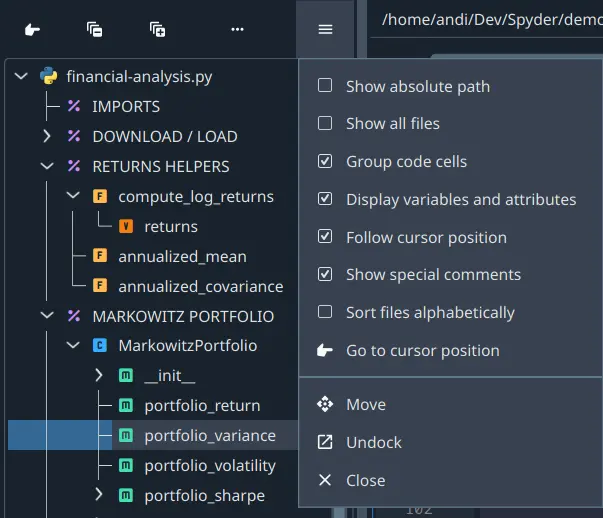 /home/andi/Dev/Spyder/demo
financial-analysis.py
IMPORTS
DOWNLOAD / LOAD
RETURNS HELPERS
compute_log_returns
returns
annualized_mean
annualized_covariance
MARKOWITZ PORTFOLIO
MarkowitzPortfolio
__init__
portfolio_return
portfolio_variance
portfolio_volatility
portfolio_sharpe
Show absolute path
Show all files
Group code cells
Display variables and attributes
Follow cursor position
Show special comments
Sort files alphabetically
Go to cursor position
Move
Undock
Close
102